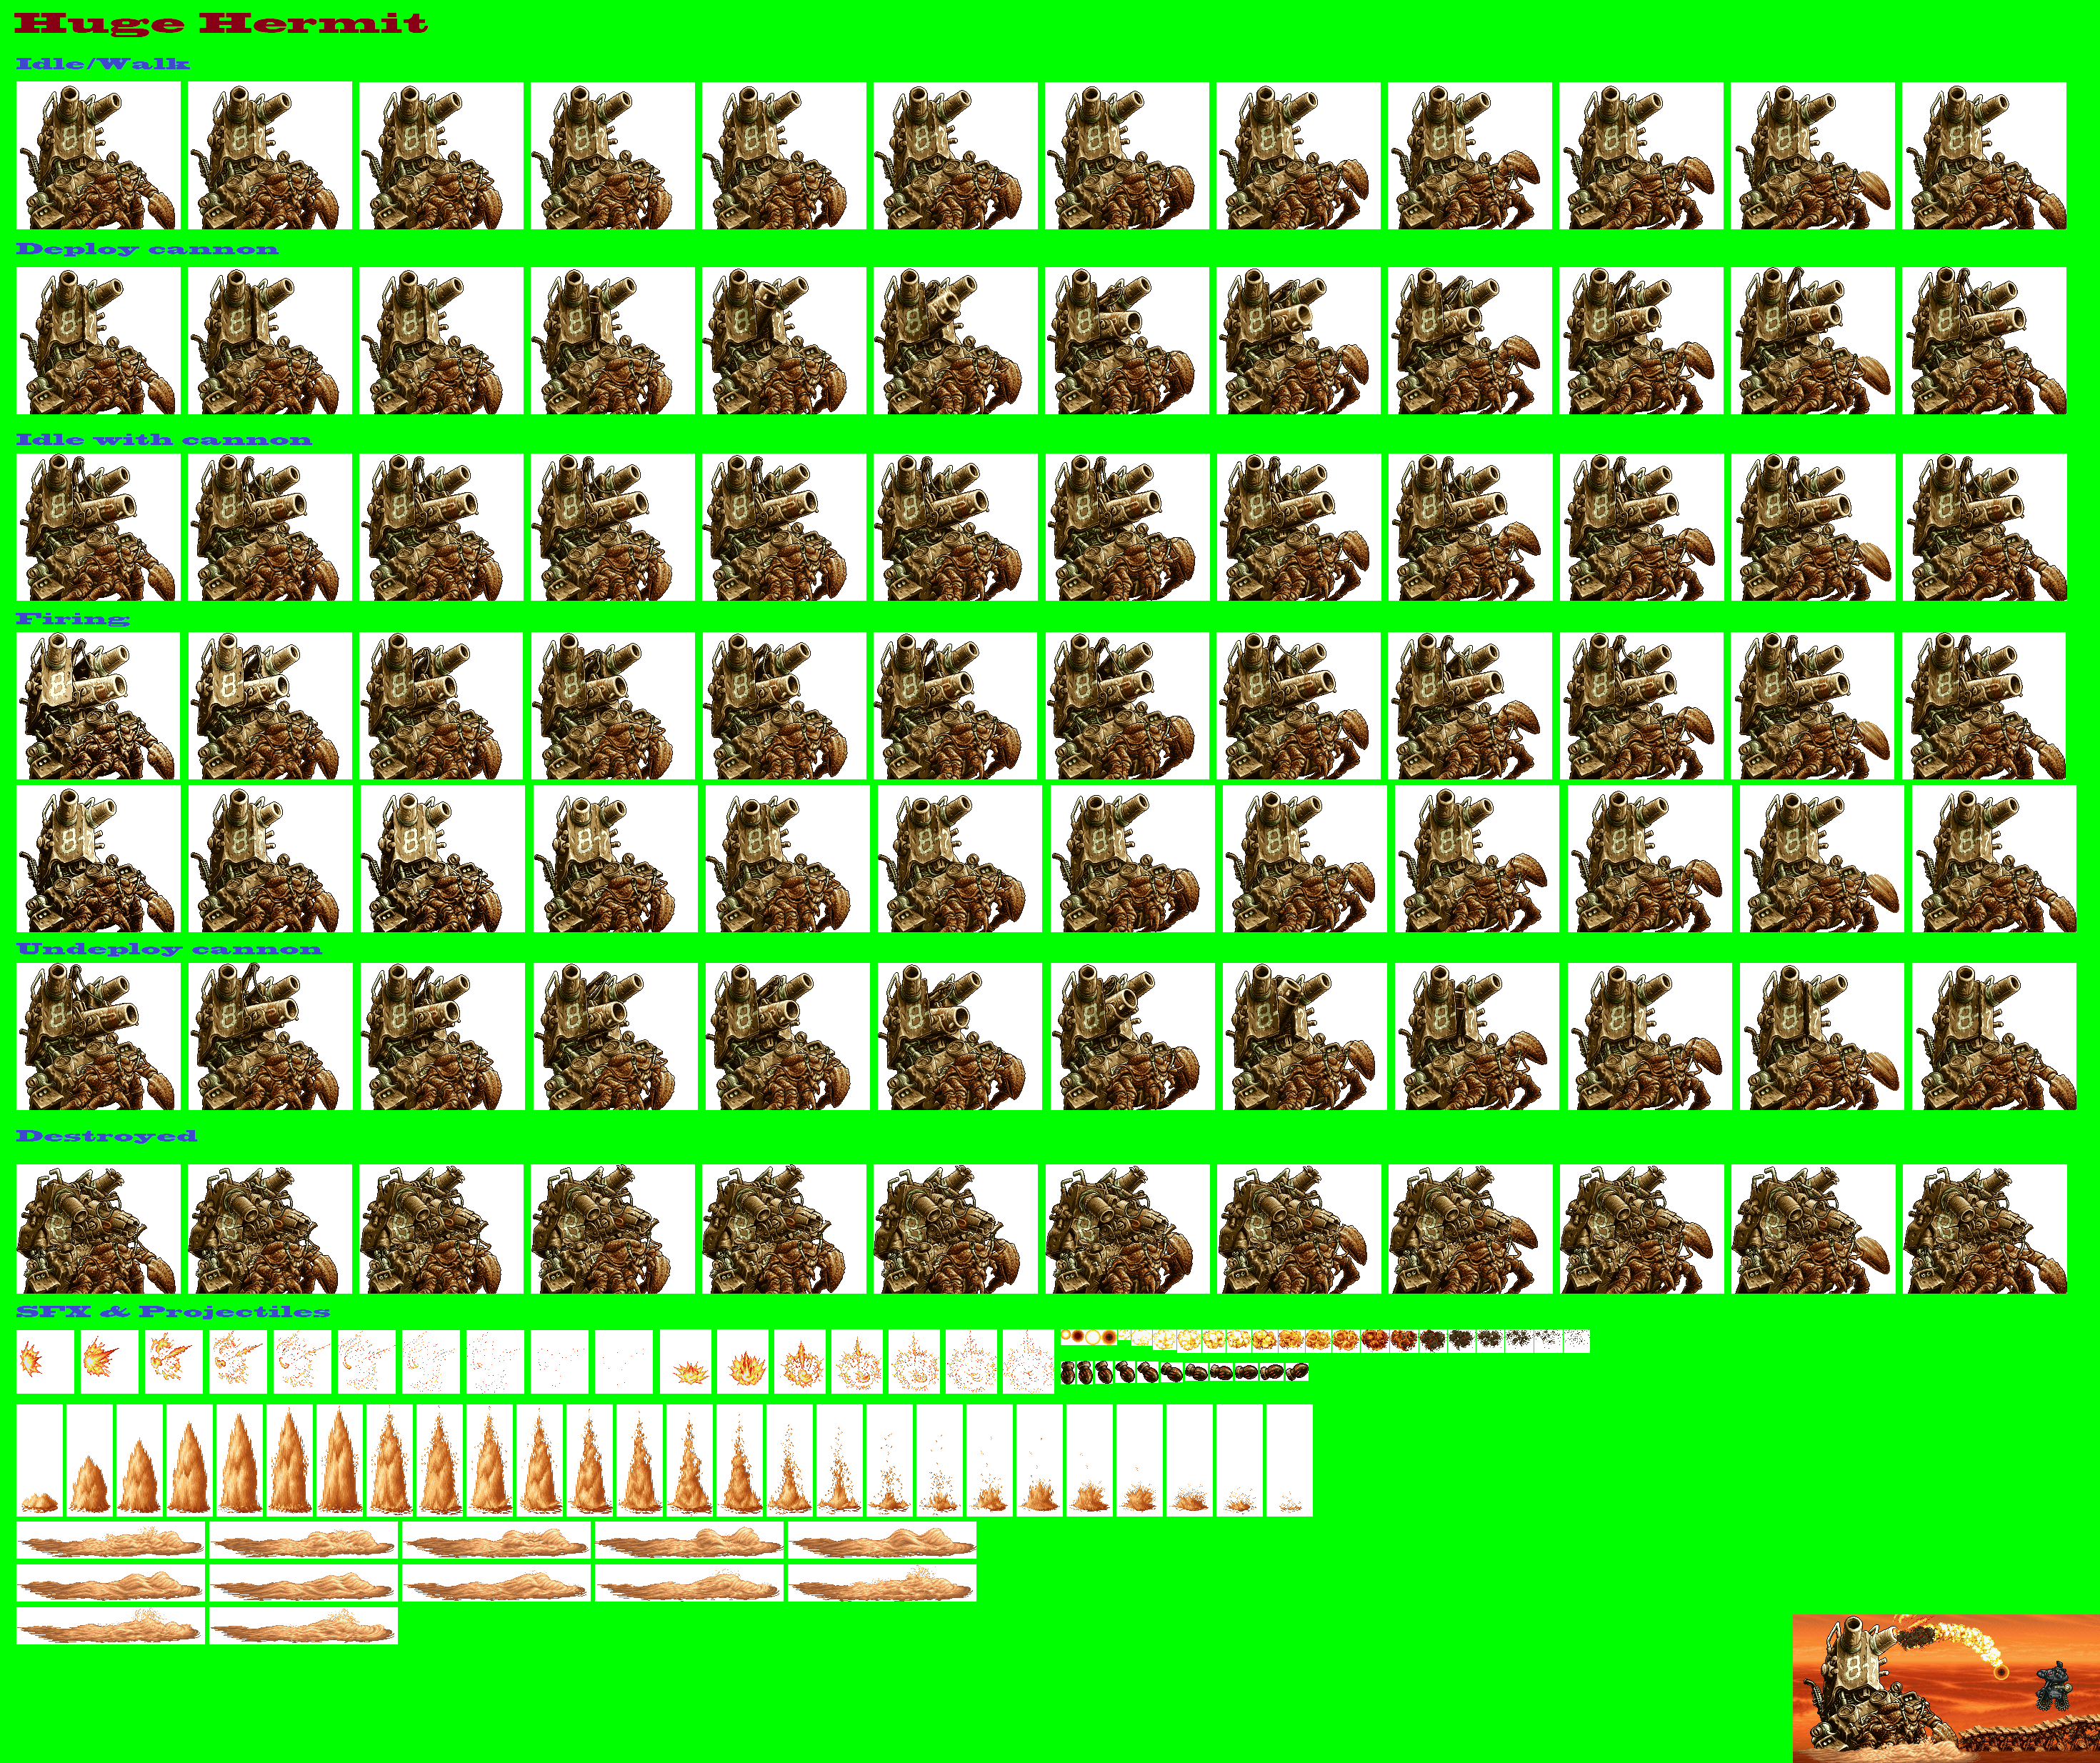 Huge Hermit
Idle/Walk
Deploy cannon
Idle with cannon
Firing
Undeploy cannon
Destroyed
SFX & Projectiles